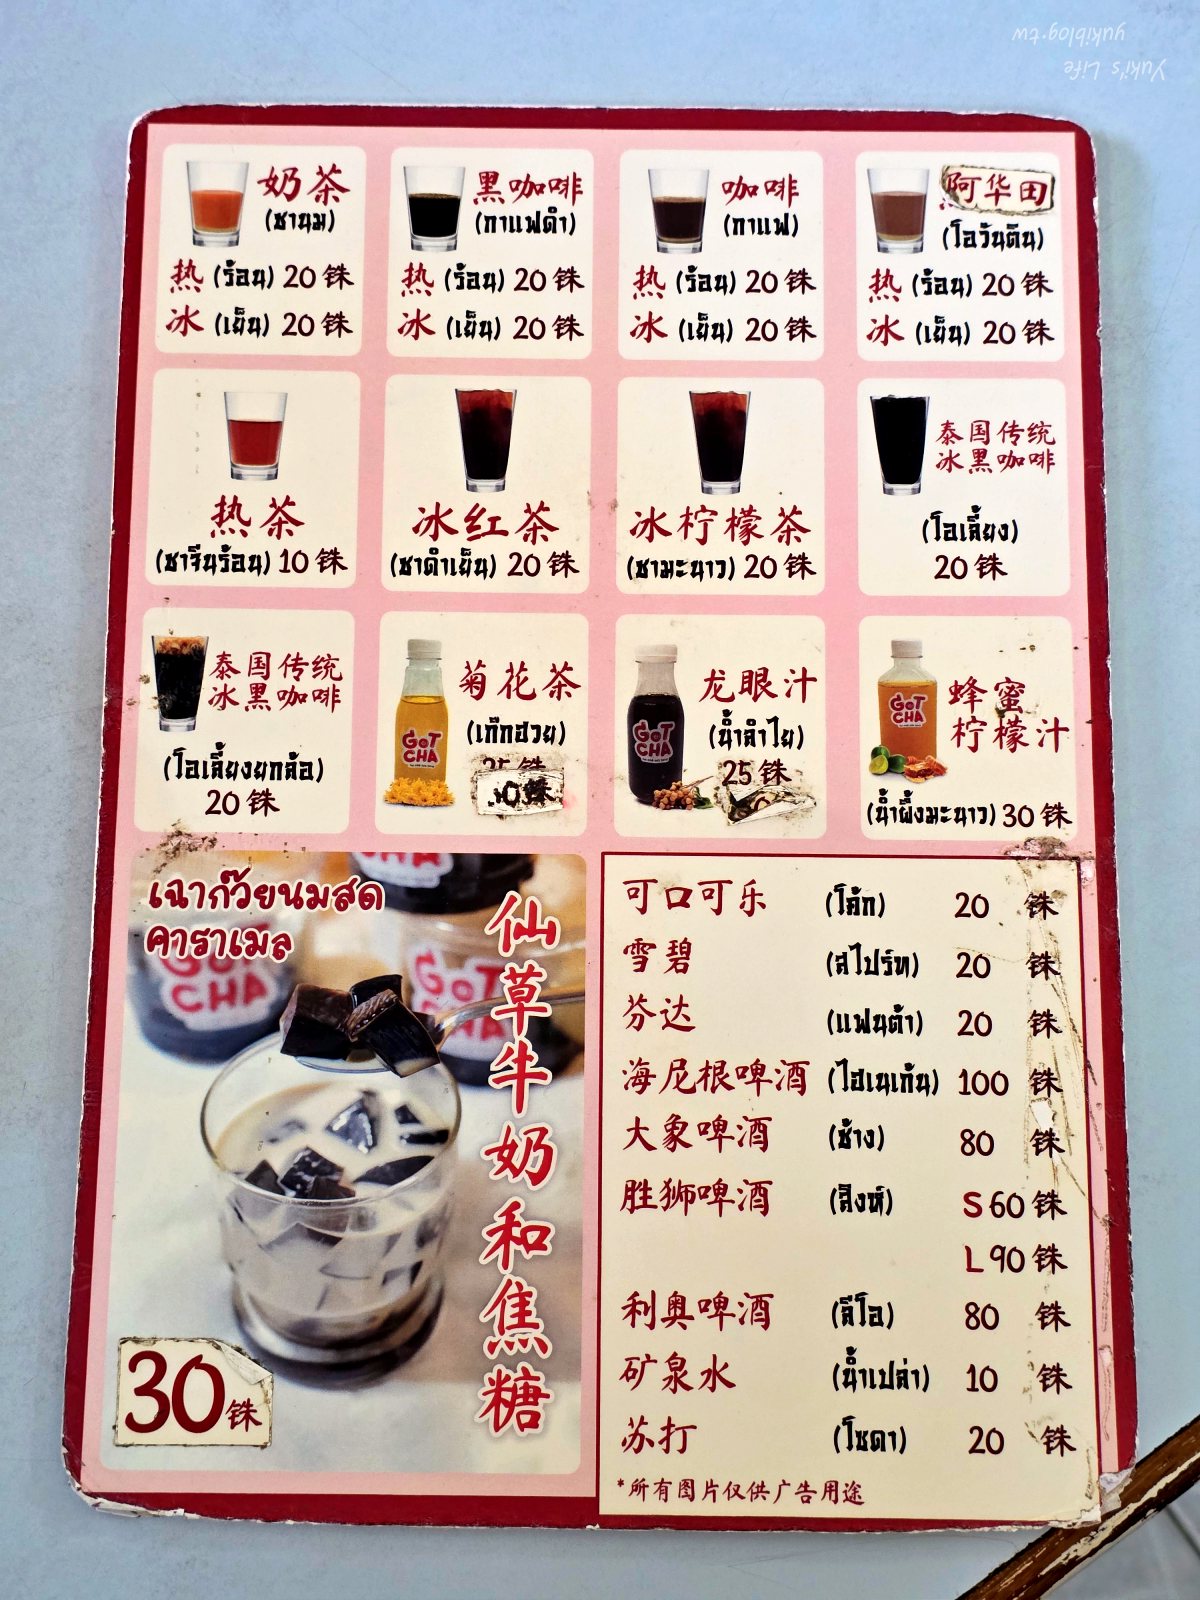 yukiblog.tw
Yuki's Life
奶茶
(ชานม)
热 (ร้อน) 20 铢
冰 (เย็น) 20 铢
黑咖啡
(กาแฟดำ)
热 (ร้อน) 20 铢
冰 (เย็น) 20 铢
咖啡
(กาแฟ)
热 (ร้อน) 20 铢
冰 (เย็น) 20 铢
阿华田
(โอวันติน)
热 (ร้อน) 20 铢
冰 (เย็น) 20 铢
热茶
(ชาจีนร้อน) 10 铢
冰红茶
(ชาดำเย็น) 20 铢
冰柠檬茶
(ชามะนาว) 20 铢
泰国传统
冰黑咖啡
(โอเลี้ยง)
20 铢
泰国传统
冰黑咖啡
(โอเลี้ยงยกล้อ)
20 铢
GOT
CHA
菊花茶
(เก๊กฮวย)
铢
GOT
CHA
龙眼汁
(น้ำลำไย)
25 铢
GOT
CHA
蜂蜜
柠檬汁
(น้ำผึ้งมะนาว) 30 铢
เฉาก๊วยนมสด
คาราเมล
仙草牛奶和焦糖
CHA
GOT
CHA
GOT
CHA
30铢
可口可乐 (โค้ก) 20 铢
雪碧 (สไปร์ท) 20 铢
芬达 (แฟนต้า) 20 铢
海尼根啤酒 (ไฮเนเก้น) 100 铢
大象啤酒 (ช้าง) 80 铢
胜狮啤酒 (สิงห์) S 60 铢
L 90 铢
利奥啤酒 (ลีโอ) 80 铢
矿泉水 (น้ำเปล่า) 10 铢
苏打 (โซดา) 20 铢
*所有图片仅供广告用途